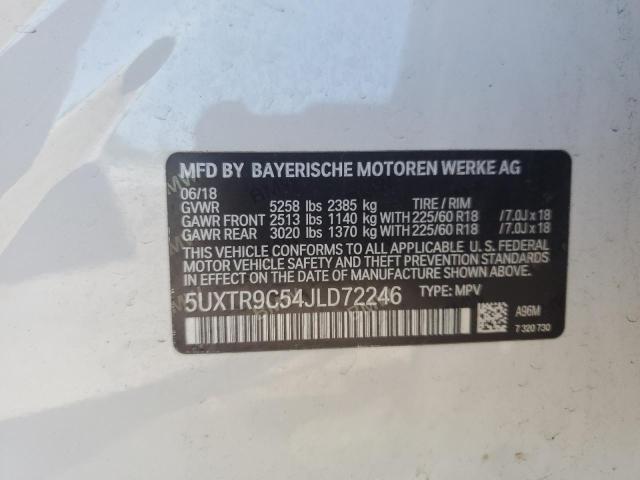 MFD BY BAYERISCHE MOTOREN WERKE AG
06/18
GVWR 5258 lbs 2385 kg TIRE / RIM
GAWR FRONT 2513 lbs 1140 kg WITH 225/60 R18 /7.0J x 18
GAWR REAR 3020 lbs 1370 kg WITH 225/60 R18 /7.0J x 18
THIS VEHICLE CONFORMS TO ALL APPLICABLE U. S. FEDERAL
MOTOR VEHICLE SAFETY, BUMPER, AND THEFT PREVENTION
STANDARDS IN EFFECT ON THE DATE OF MANUFACTURE SHOWN ABOVE.
5UXTR9C54JLD72246 TYPE: MPV
A96M
7 320 730